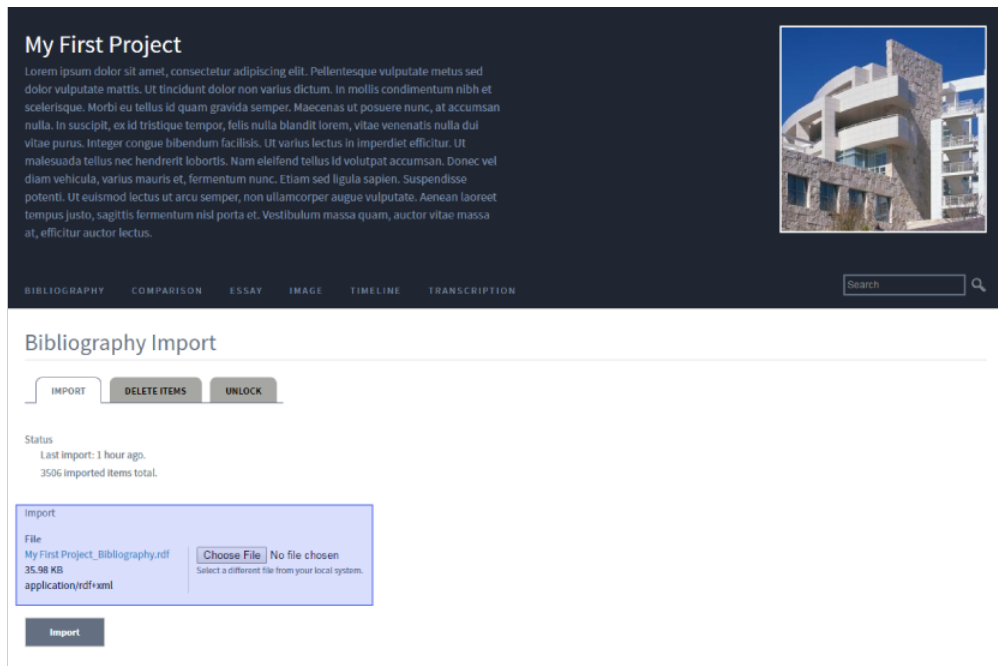 My First Project
Lorem ipsum dolor sit amet, consectetur adipiscing elit. Pellentesque vulputate metus sed
dolor vulputate mattis. Ut tincidunt dolor non varius dictum. In mollis condimentum nibh et
scelerisque. Morbi eu tellus id quam gravida semper. Maecenas ut posuere nunc, at accumsan
nulla. In suscipit, ex id tristique tempor, felis nulla blandit lorem, vitae venenatis nulla dui
vitae purus. Integer congue bibendum facilisis. Ut varius lectus in imperdiet efficitur. Ut
malesuada tellus nec hendrerit lobortis. Nam eleifend tellus id volutpat accumsan. Donec vel
diam vehicula, varius mauris et, fermentum nunc. Etiam sed ligula sapien. Suspendisse
potenti. Ut euismod lectus ut arcu semper, non ullamcorper augue vulputate. Aenean laoreet
tempus justo, sagittis fermentum nisl porta et. Vestibulum massa quam, auctor vitae massa
at, efficitur auctor lectus.
BIBLIOGRAPHY COMPARISON ESSAY IMAGE TIMELINE TRANSCRIPTION Search
Bibliography Import
IMPORT DELETE ITEMS UNLOCK
Status
Last import: 1 hour ago.
3506 imported items total.
Import
File
My First Project_Bibliography.rdf
35.98 KB
application/rdf+xml
Choose File No file chosen
Select a different file from your local system.
Import